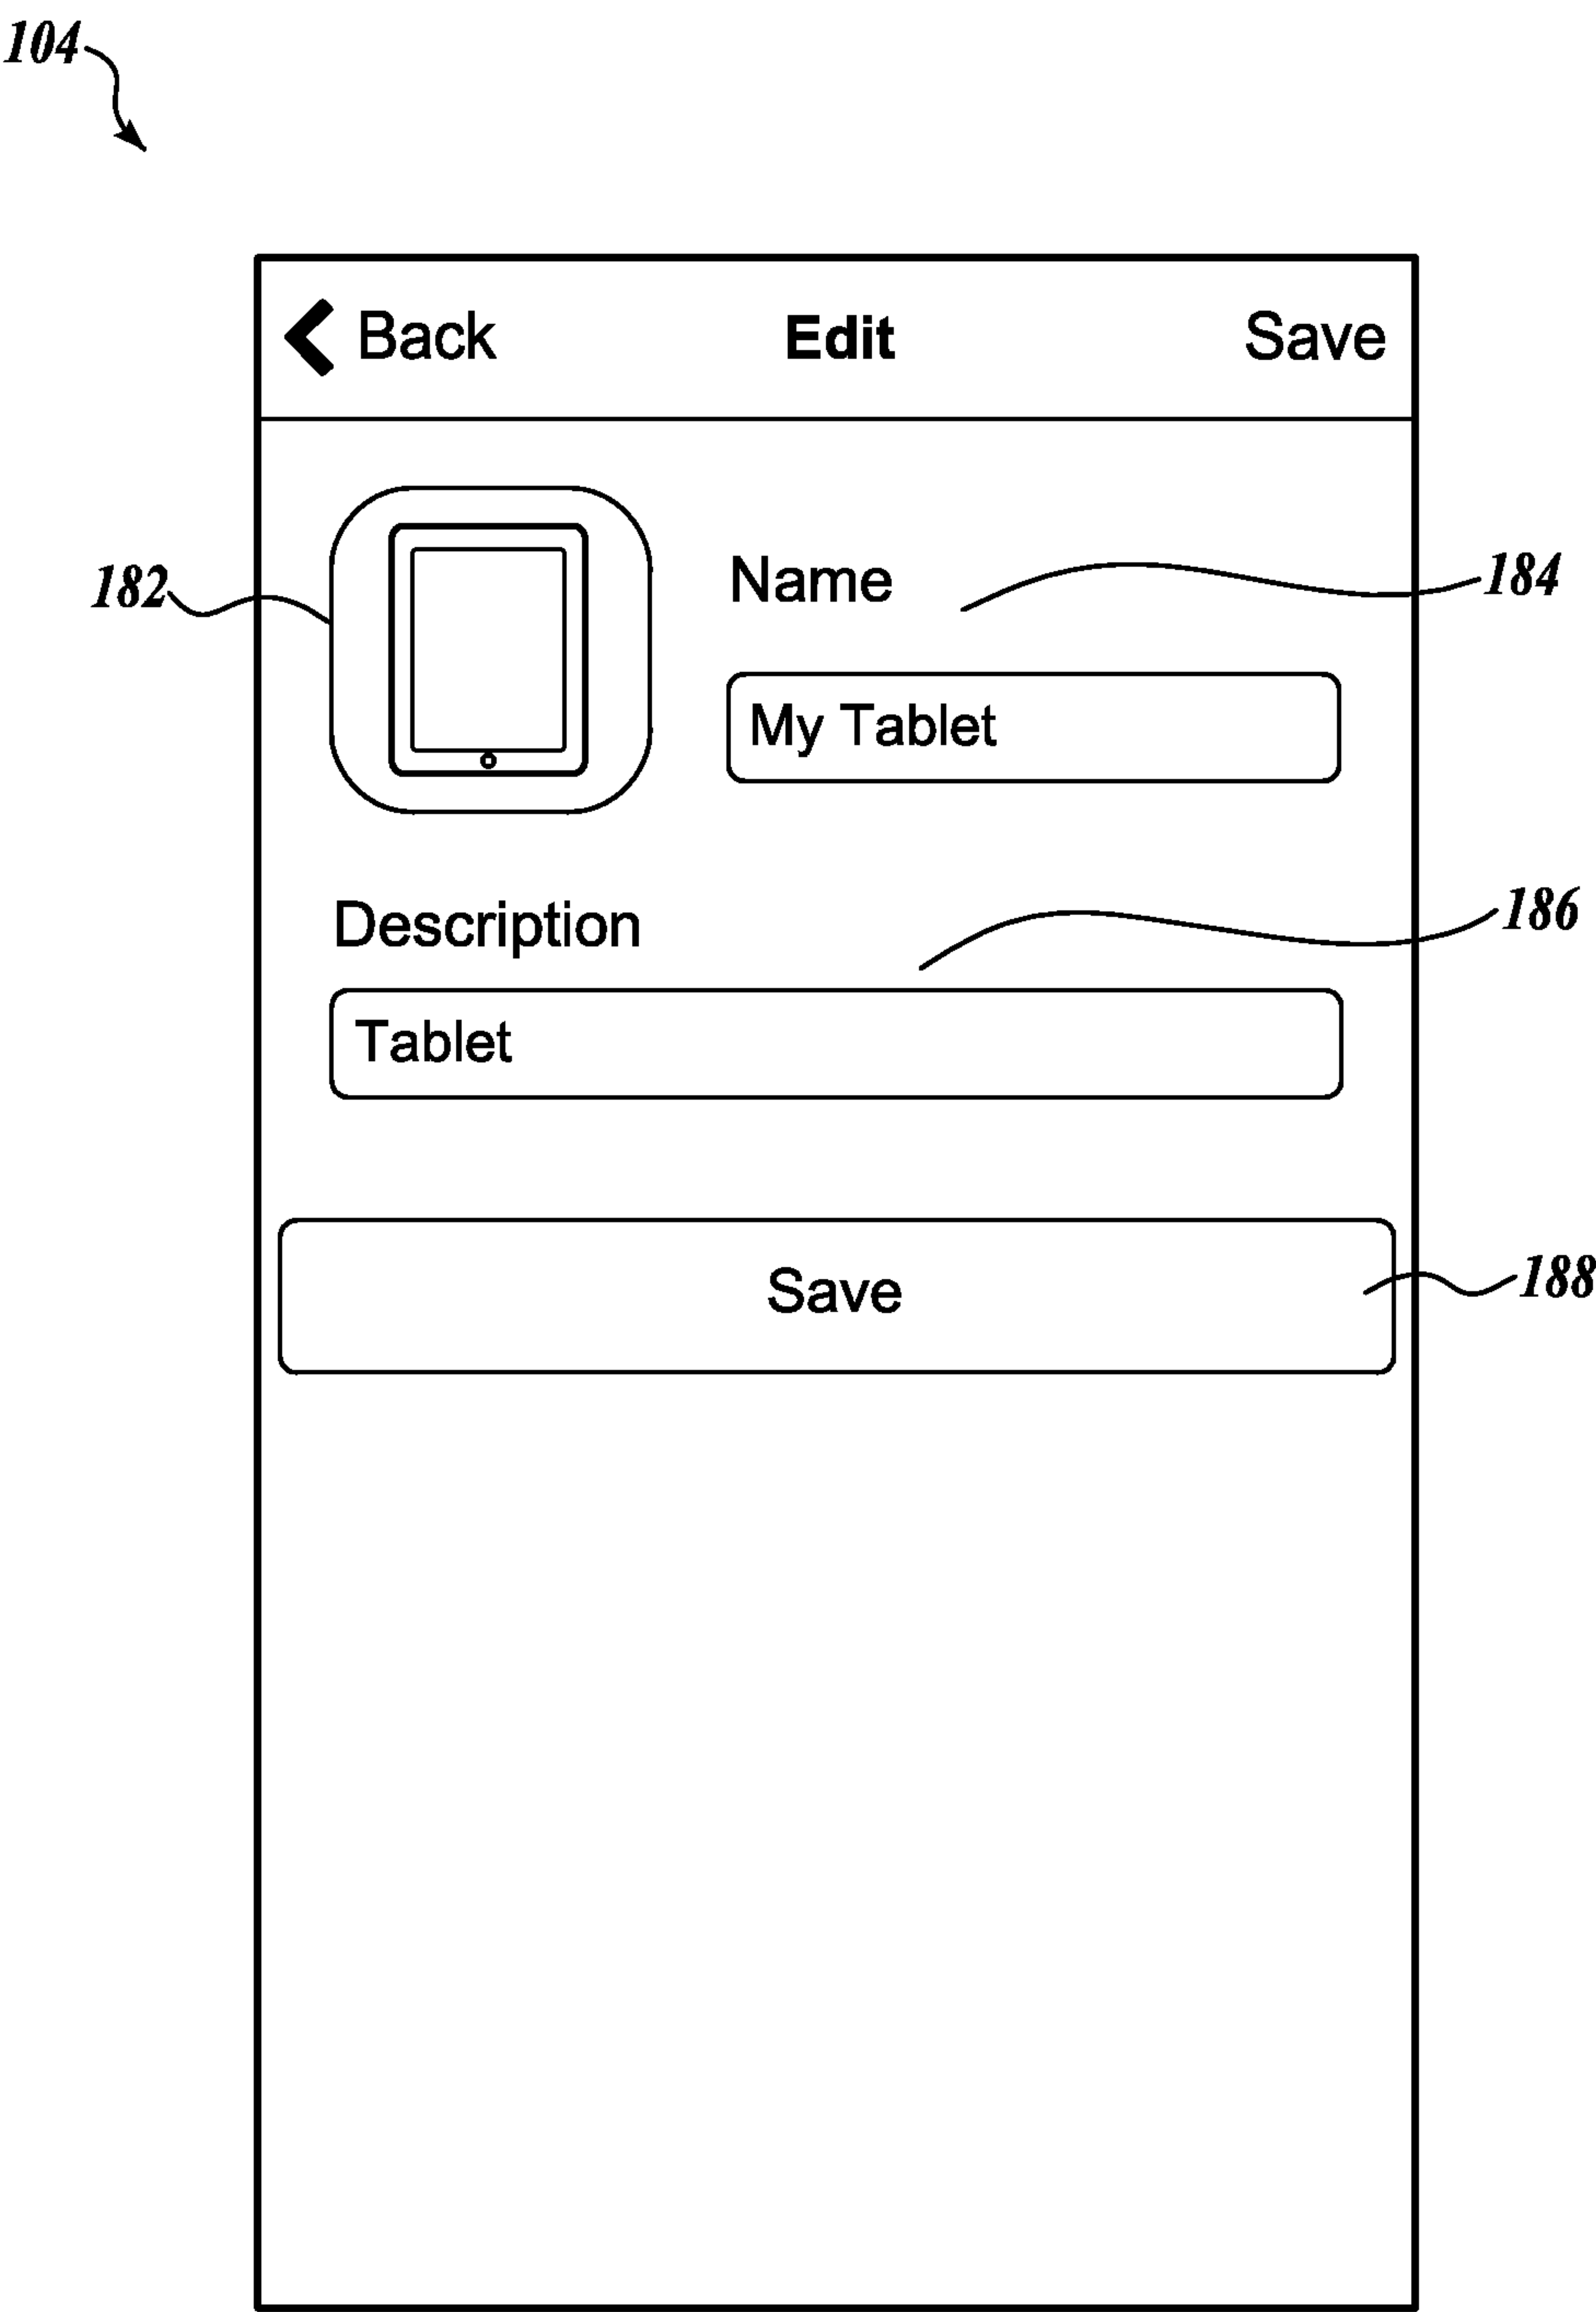 104
Back Edit Save
182
Name
184
My Tablet
Description
186
Tablet
Save
188